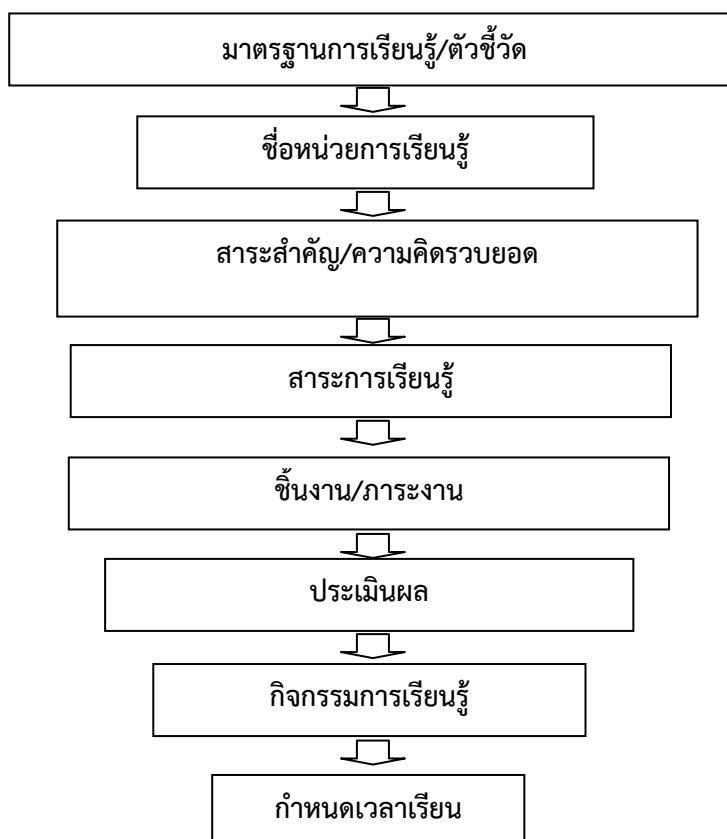 มาตรฐานการเรียนรู้/ตัวชี้วัด
ชื่อหน่วยการเรียนรู้
สาระสำคัญ/ความคิดรวบยอด
สาระการเรียนรู้
ชิ้นงาน/ภาระงาน
ประเมินผล
กิจกรรมการเรียนรู้
กำหนดเวลาเรียน